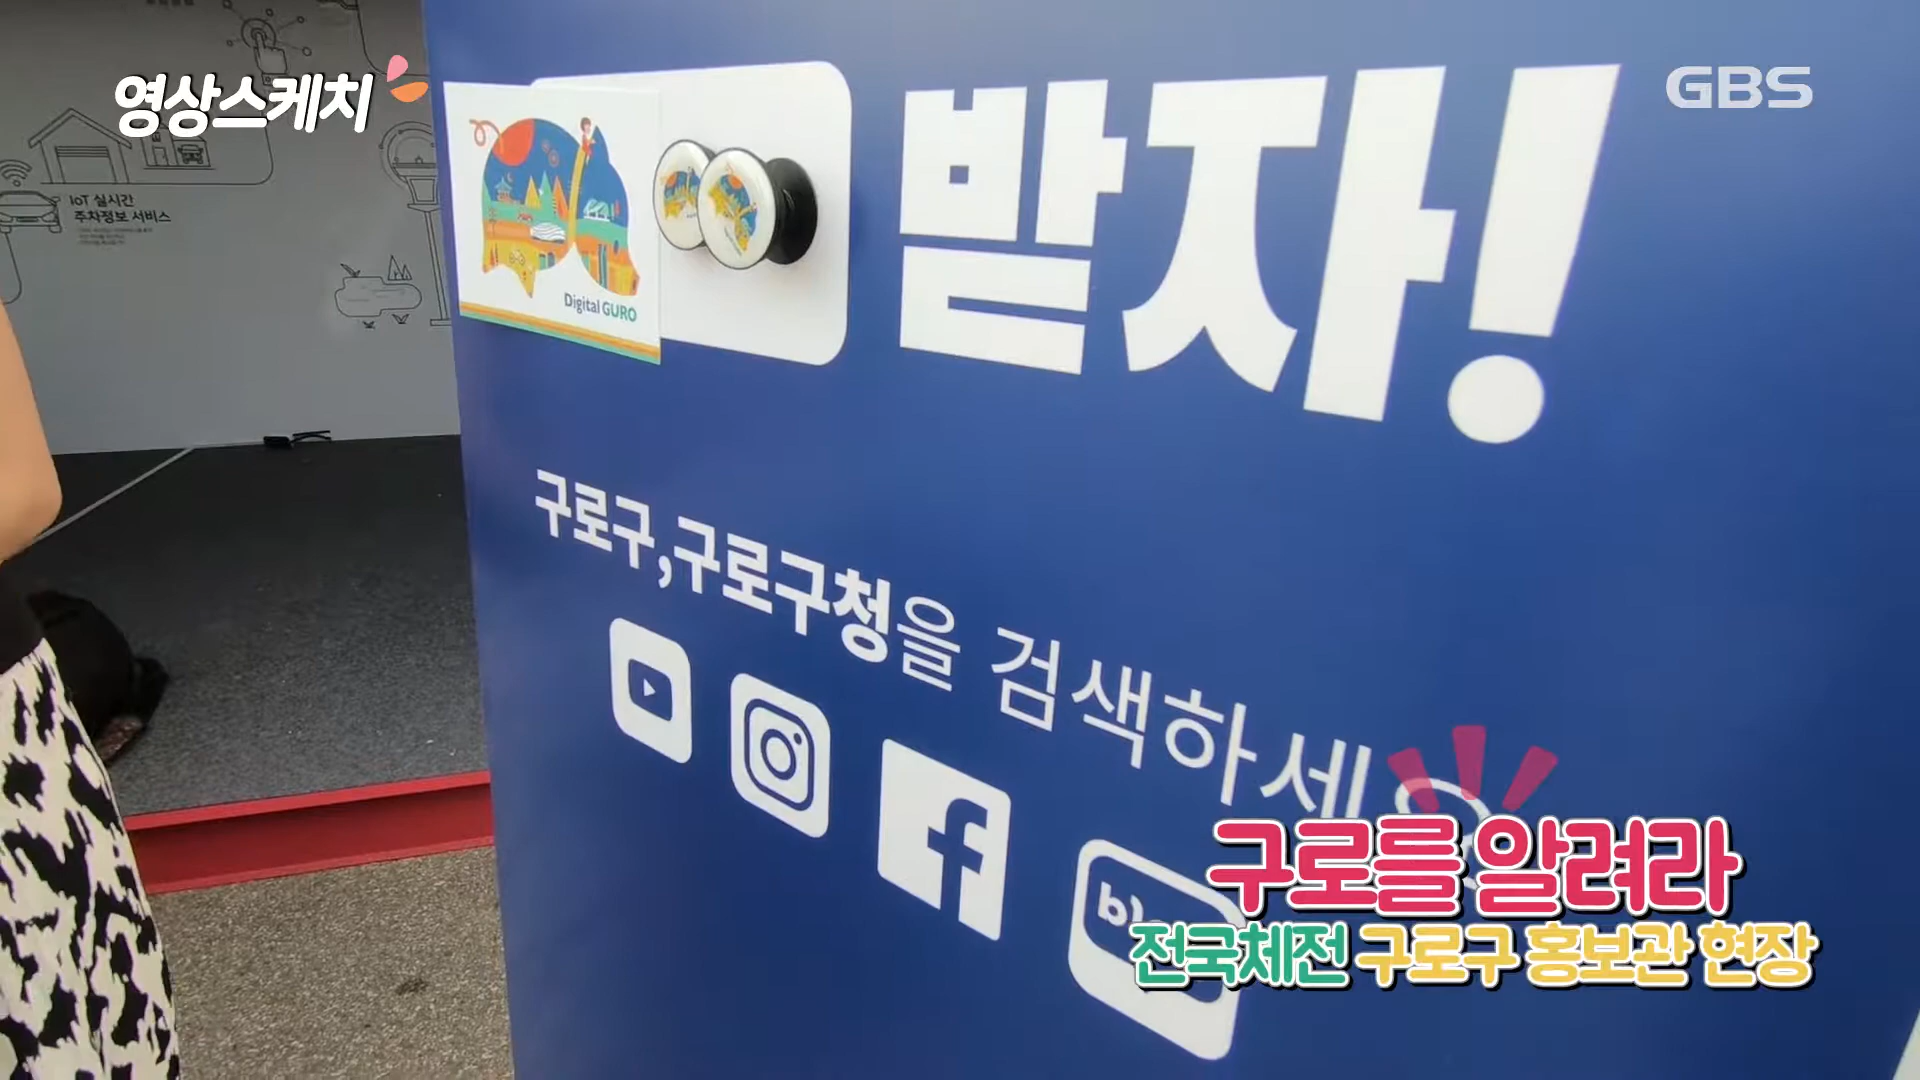 영상스케치
GBS
IoT 실시간
주차정보 서비스
Digital GURO
받자!
구로구,구로구청을 검색하세
구로를 알려라
전국체전 구로구 홍보관 현장